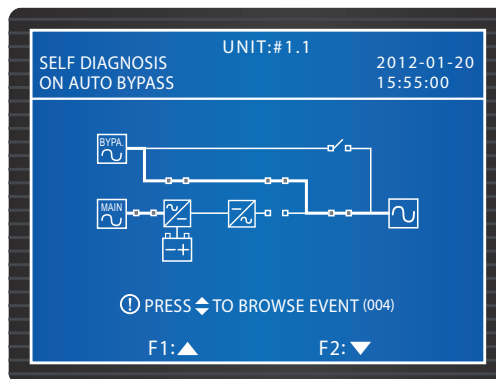 UNIT:#1.1
SELF DIAGNOSIS
2012-01-20
ON AUTO BYPASS
15:55:00
BYPA.
MAIN
PRESS TO BROWSE EVENT (004)
F1: F2: